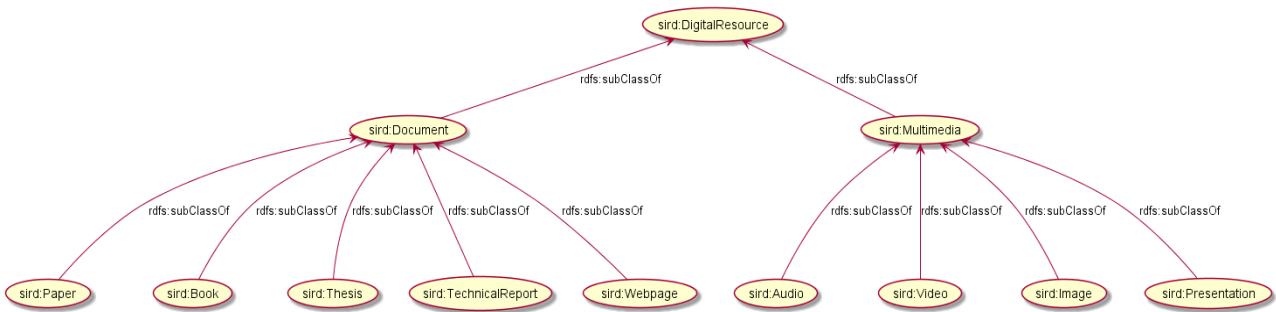 sird:DigitalResource
rdfs:subClassOf
rdfs:subClassOf
sird:Document
sird:Multimedia
rdfs:subClassOf
rdfs:subClassOf
rdfs:subClassOf
rdfs:subClassOf
rdfs:subClassOf
rdfs:subClassOf
rdfs:subClassOf
rdfs:subClassOf
rdfs:subClassOf
sird:Paper
sird:Book
sird:Thesis
sird:TechnicalReport
sird:Webpage
sird:Audio
sird:Video
sird:Image
sird:Presentation